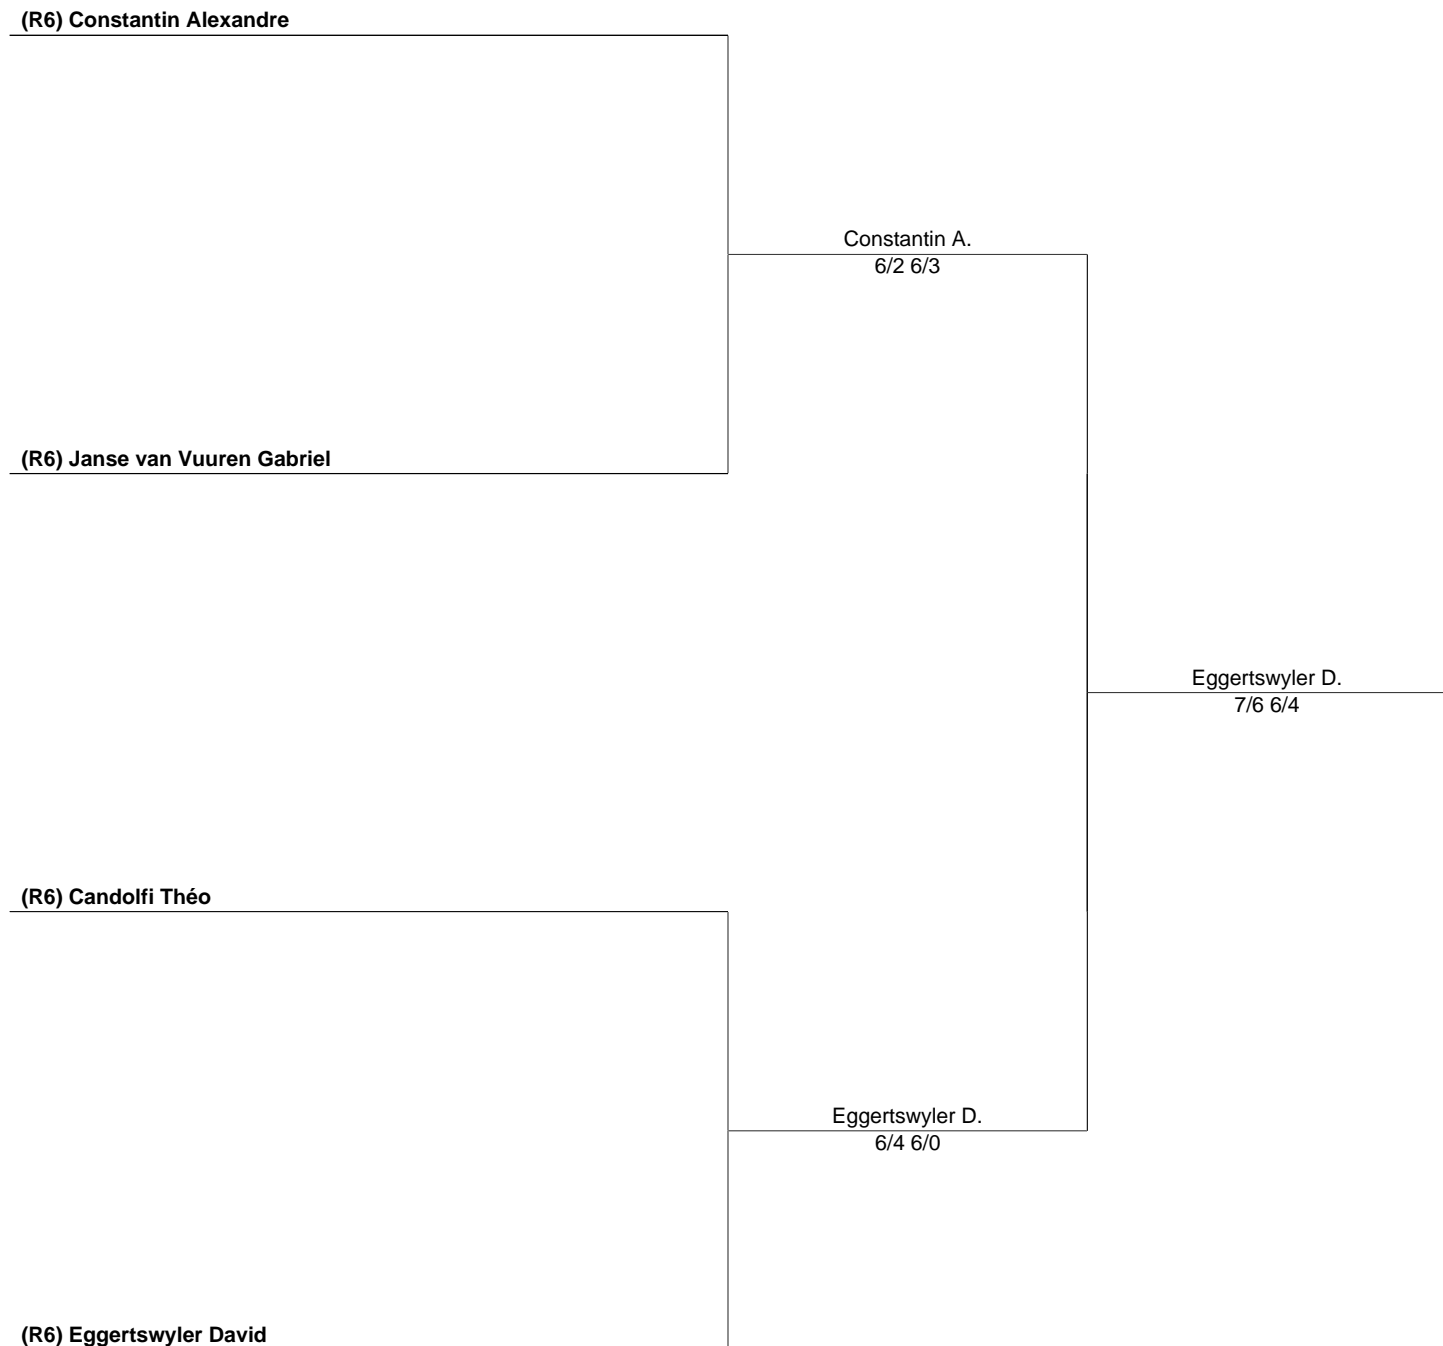 (R6) Constantin Alexandre
Constantin A.
6/2 6/3
(R6) Janse van Vuuren Gabriel
Eggertswyler D.
7/6 6/4
(R6) Candolfi Théo
Eggertswyler D.
6/4 6/0
(R6) Eggertswyler David